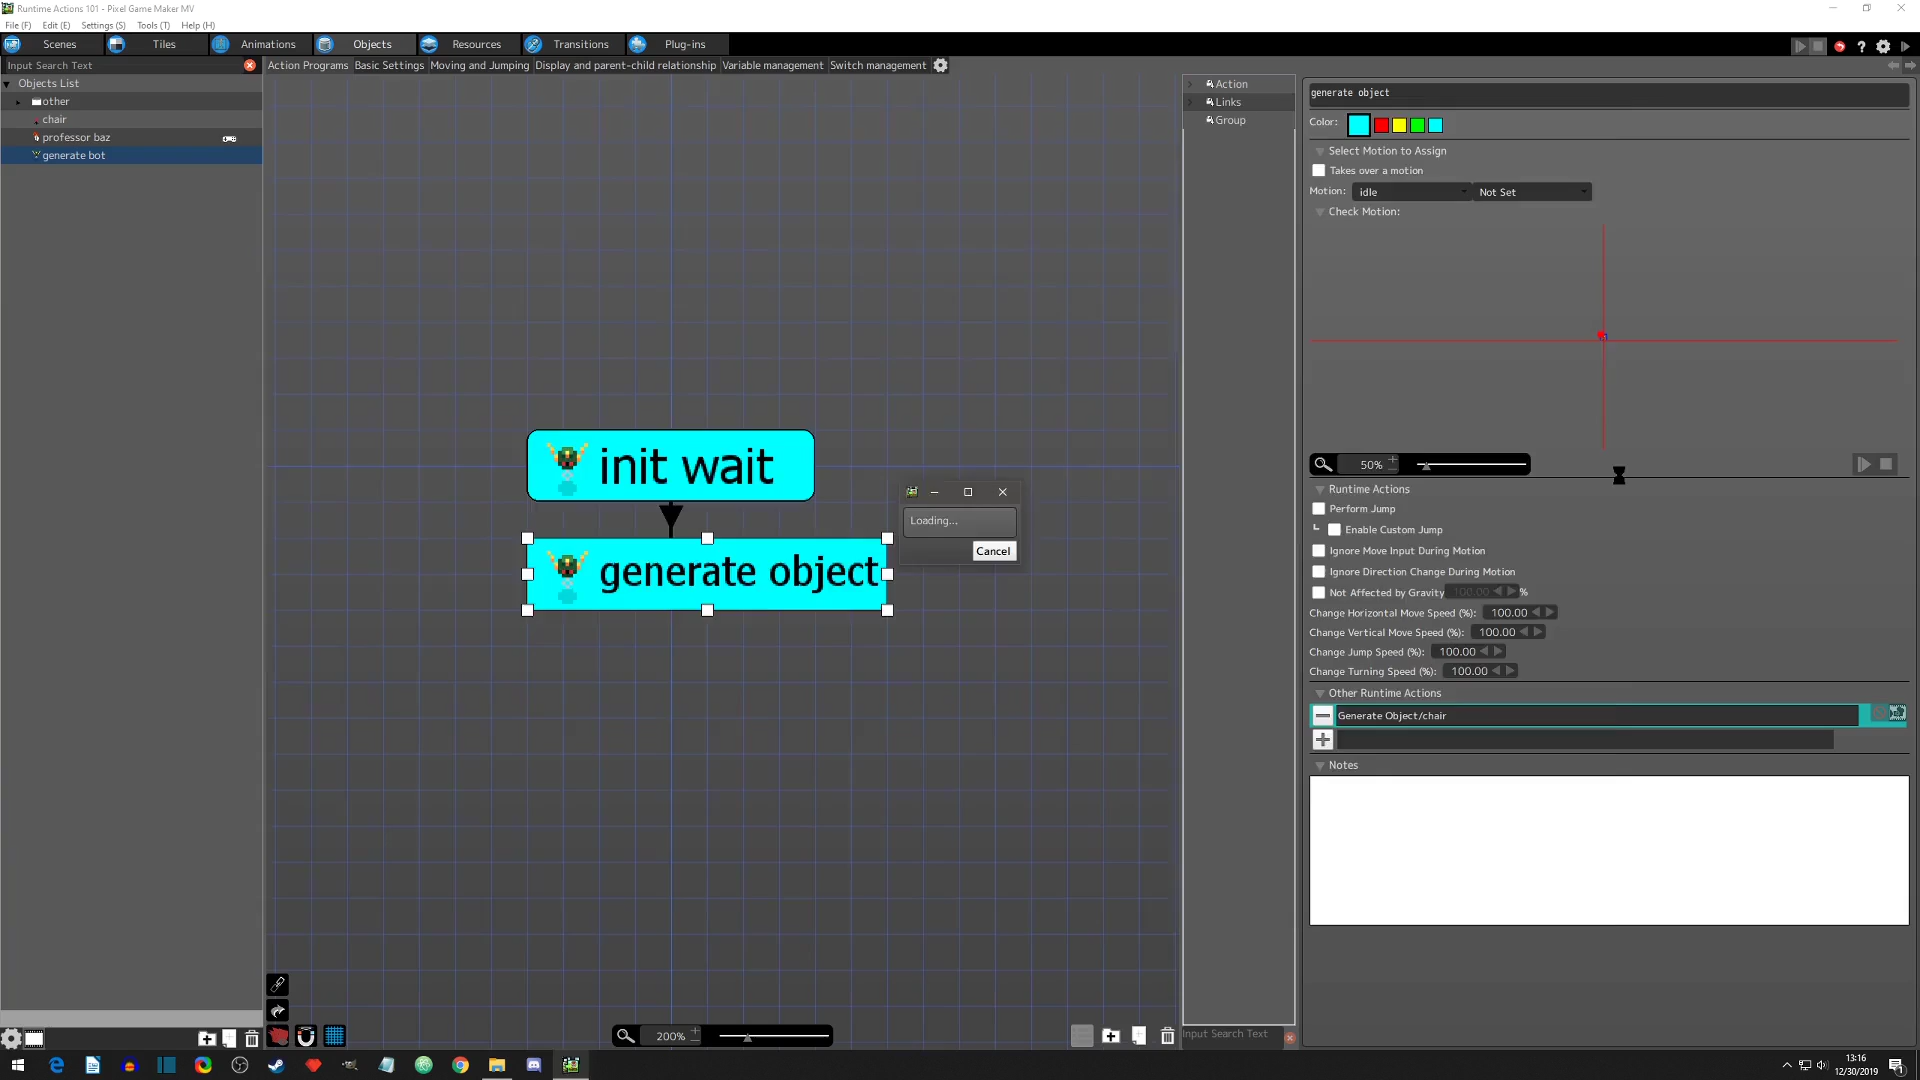 Runtime Actions 101 - Pixel Game Maker MV
File (F) Edit (E) Settings (S) Tools (T) Help (H)
Scenes Tiles Animations Objects Resources Transitions Plug-ins
Input Search Text
Action Programs Basic Settings Moving and Jumping Display and parent-child relationship Variable management Switch management
Objects List
other
chair
professor baz
generate bot
init wait
generate object
Loading...
Cancel
200%
Action
Links
Group
Input Search Text
generate object
Color:
Select Motion to Assign
Takes over a motion
Motion: idle Not Set
Check Motion:
50%
Runtime Actions
Perform Jump
Enable Custom Jump
Ignore Move Input During Motion
Ignore Direction Change During Motion
Not Affected by Gravity 100.00 %
Change Horizontal Move Speed (%): 100.00
Change Vertical Move Speed (%): 100.00
Change Jump Speed (%): 100.00
Change Turning Speed (%): 100.00
Other Runtime Actions
Generate Object/chair
Notes
13:16
12/30/2019